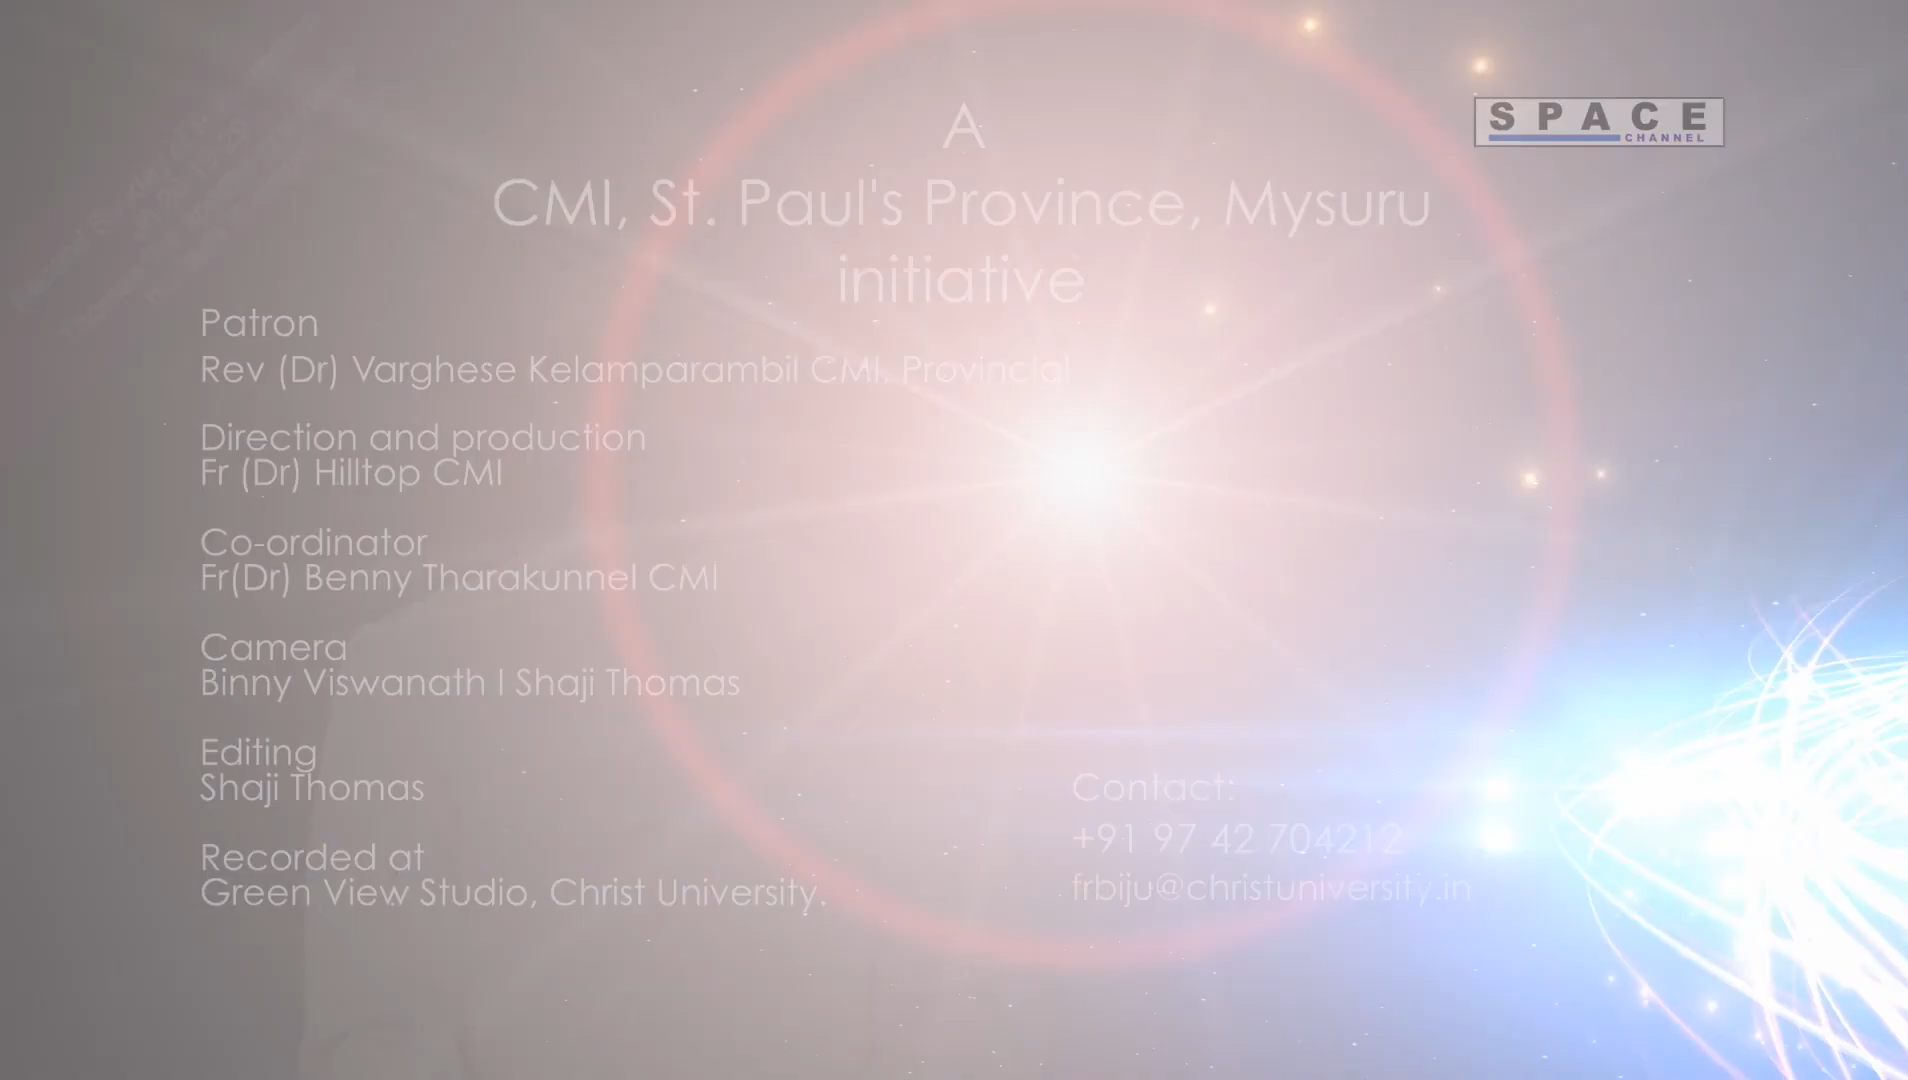 SPACE
CHANNEL
A
CMI, St. Paul's Province, Mysuru
initiative
Patron
Rev (Dr) Varghese Kelamparambil CMI, Provincial
Direction and production
Fr (Dr) Hilltop CMI
Co-ordinator
Fr(Dr) Benny Tharakunnel CMI
Camera
Binny Viswanath I Shaji Thomas
Editing
Shaji Thomas
Recorded at
Green View Studio, Christ University.
Contact:
+91 97 42 704212
frbiju@christuniversity.in